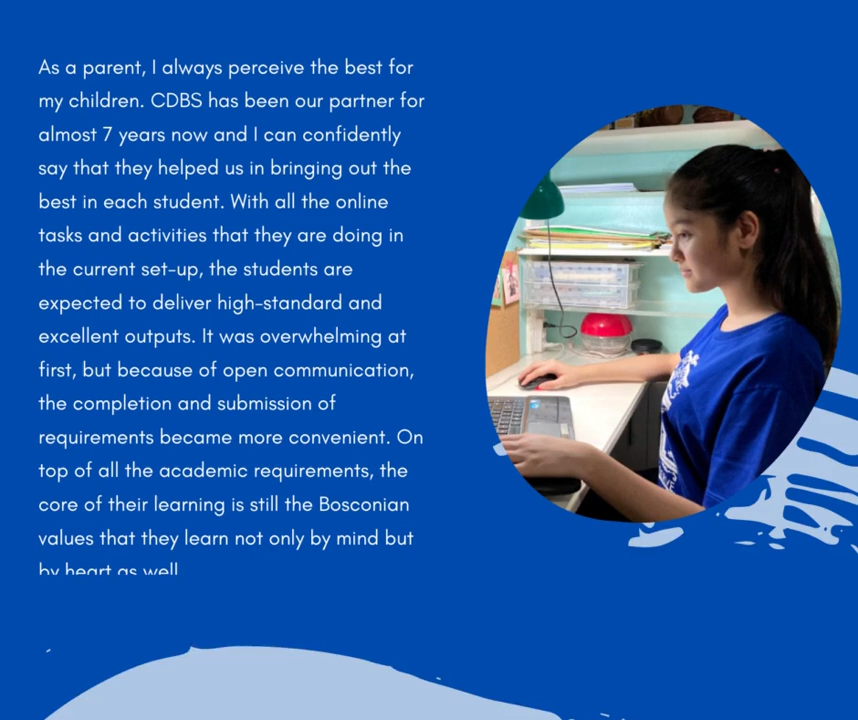 As a parent, I always perceive the best for
my children. CDBS has been our partner for
almost 7 years now and I can confidently
say that they helped us in bringing out the
best in each student. With all the online
tasks and activities that they are doing in
the current set-up, the students are
expected to deliver high-standard and
excellent outputs. It was overwhelming at
first, but because of open communication,
the completion and submission of
requirements became more convenient. On
top of all the academic requirements, the
core of their learning is still the Bosconian
values that they learn not only by mind but
by heart as well